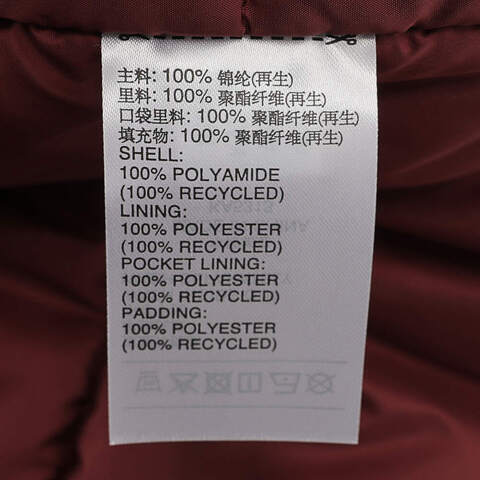 主料: 100% 锦纶(再生)
里料: 100% 聚酯纤维(再生)
口袋里料: 100% 聚酯纤维(再生)
填充物: 100% 聚酯纤维(再生)
SHELL:
100% POLYAMIDE
(100% RECYCLED)
LINING:
100% POLYESTER
(100% RECYCLED)
POCKET LINING:
100% POLYESTER
(100% RECYCLED)
PADDING:
100% POLYESTER
(100% RECYCLED)